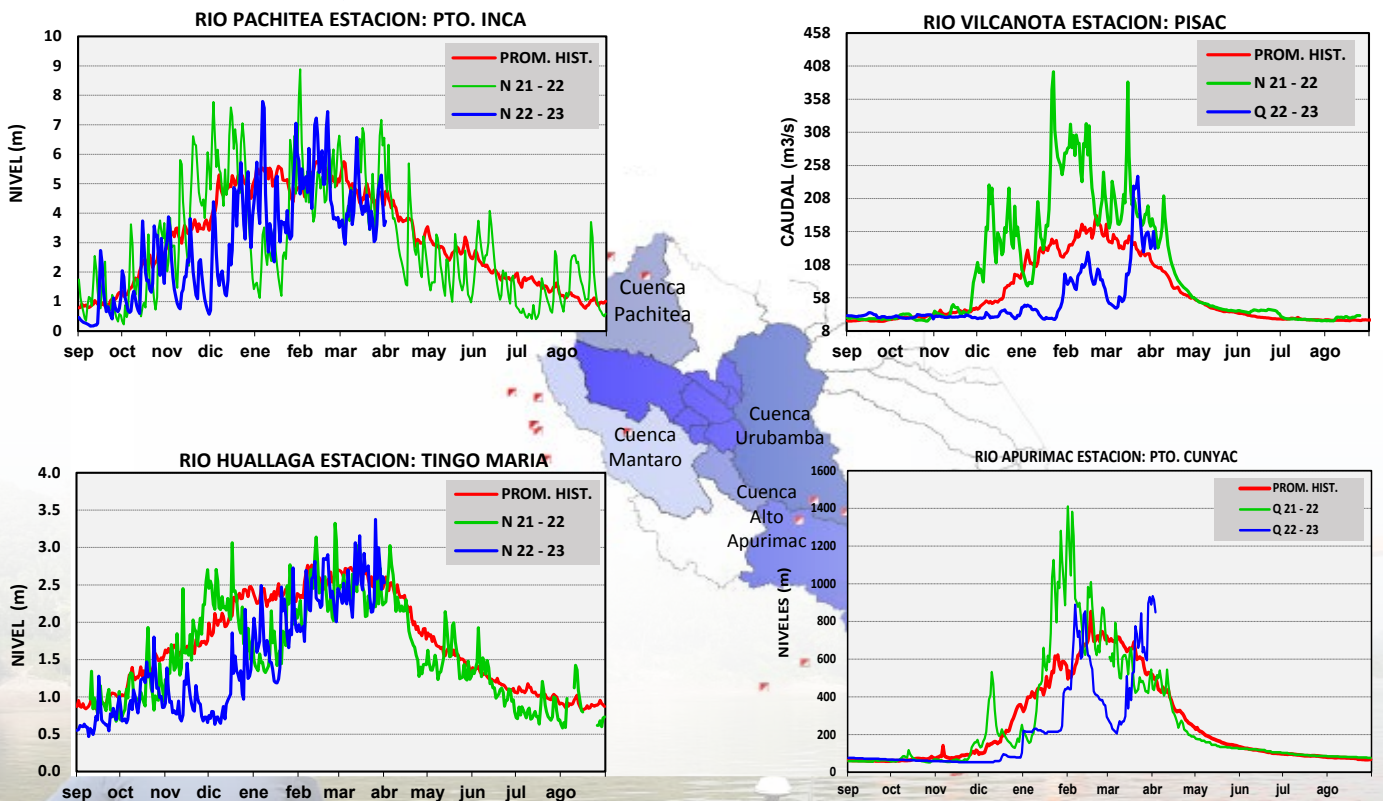 RIO PACHITEA ESTACION: PTO. INCA
NIVEL (m)
10
9
8
7
6
5
4
3
2
1
0
PROM. HIST.
N 21 - 22
N 22 - 23
sep oct nov dic ene feb mar abr may jun jul ago
RIO VILCANOTA ESTACION: PISAC
CAUDAL (m3/s)
458
408
358
308
258
208
158
108
58
8
PROM. HIST.
N 21 - 22
Q 22 - 23
sep oct nov dic ene feb mar abr may jun jul ago
Cuenca
Pachitea
Cuenca
Urubamba
Cuenca
Mantaro
Cuenca
Alto
Apurimac
RIO HUALLAGA ESTACION: TINGO MARIA
NIVEL (m)
4.0
3.5
3.0
2.5
2.0
1.5
1.0
0.5
0.0
PROM. HIST.
N 21 - 22
N 22 - 23
sep oct nov dic ene feb mar abr may jun jul ago
RIO APURIMAC ESTACION: PTO. CUNYAC
NIVELES (m)
1600
1400
1200
1000
800
600
400
200
0
PROM. HIST.
Q 21 - 22
Q 22 - 23
sep oct nov dic ene feb mar abr may jun jul ago